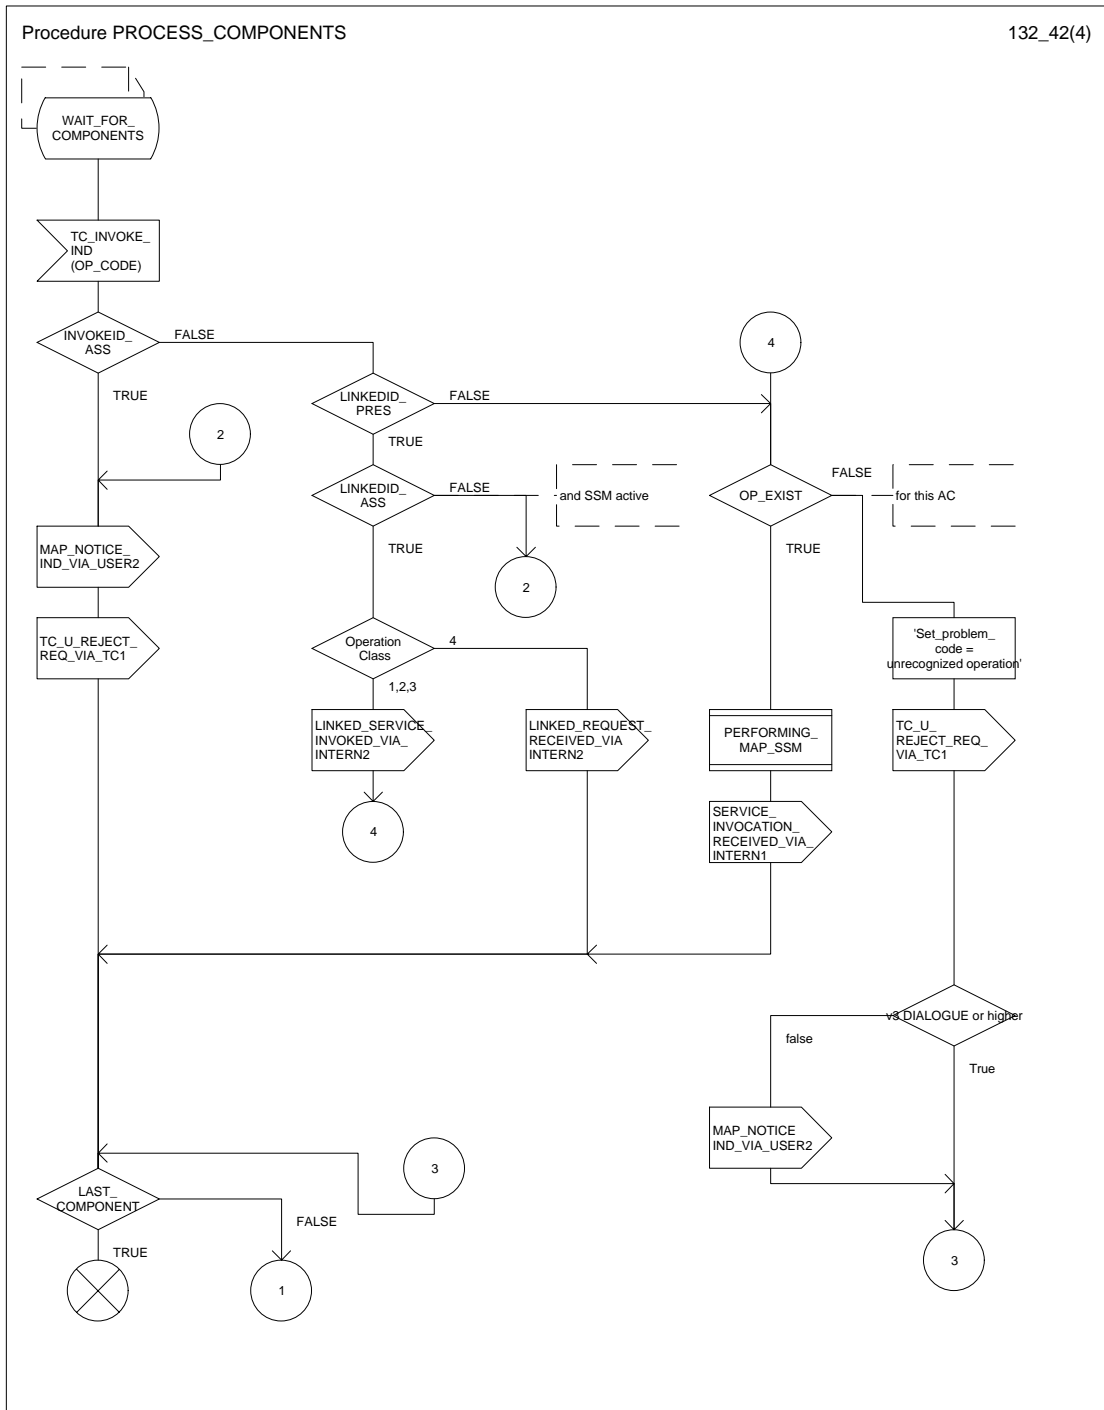 Procedure PROCESS_COMPONENTS
132_42(4)
WAIT_FOR_
COMPONENTS
TC_INVOKE_
IND
(OP_CODE)
INVOKEID_
ASS
FALSE
TRUE
4
LINKEDID_
PRES
FALSE
TRUE
2
LINKEDID_
ASS
FALSE
TRUE
and SSM active
OP_EXIST
FALSE
TRUE
for this AC
MAP_NOTICE_
IND_VIA_USER2
2
TC_U_REJECT_
REQ_VIA_TC1
Operation
Class
4
1,2,3
'Set_problem_
code =
unrecognized operation'
LINKED_SERVICE_
INVOKED_VIA_
INTERN2
LINKED_REQUEST_
RECEIVED_VIA
INTERN2
PERFORMING_
MAP_SSM
TC_U_
REJECT_REQ_
VIA_TC1
4
SERVICE_
INVOCATION_
RECEIVED_VIA_
INTERN1
v3 DIALOGUE or higher
false
True
MAP_NOTICE
IND_VIA_USER2
3
LAST_
COMPONENT
FALSE
TRUE
1
3